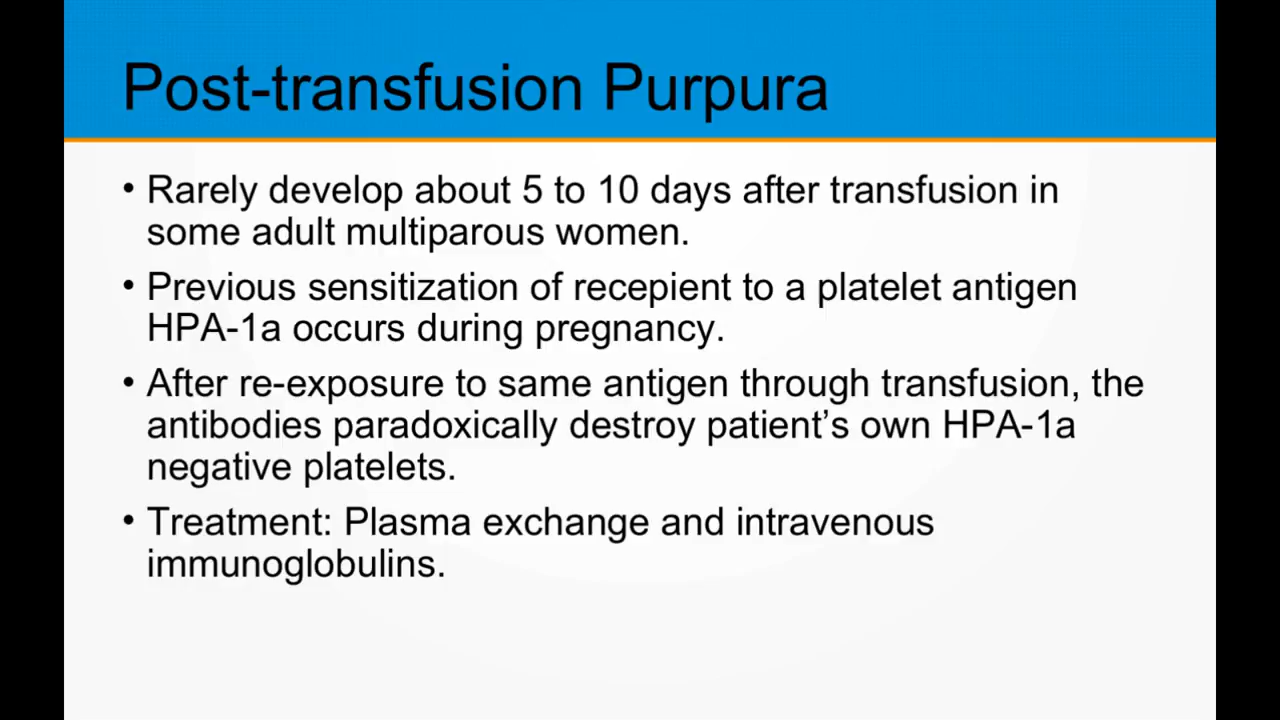 Post-transfusion Purpura
• Rarely develop about 5 to 10 days after transfusion in
some adult multiparous women.
• Previous sensitization of recepient to a platelet antigen
HPA-1a occurs during pregnancy.
• After re-exposure to same antigen through transfusion, the
antibodies paradoxically destroy patient’s own HPA-1a
negative platelets.
• Treatment: Plasma exchange and intravenous
immunoglobulins.